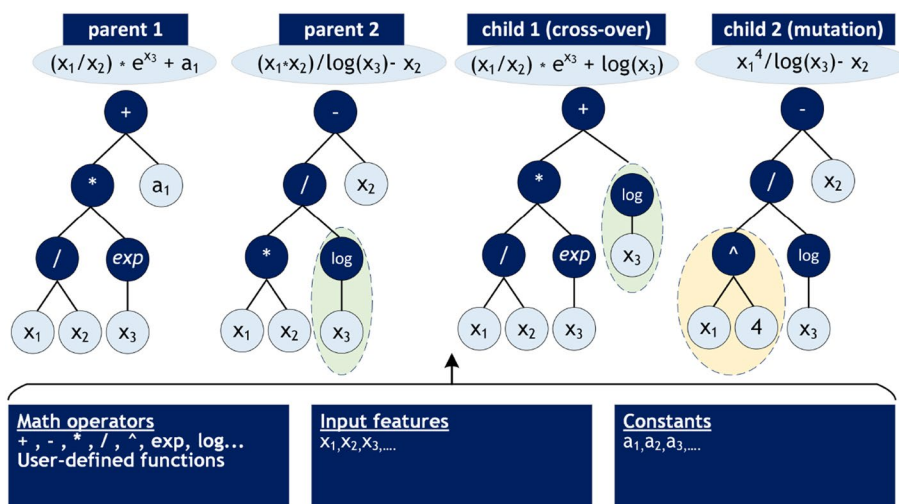 parent 1
parent 2
child 1 (cross-over)
child 2 (mutation)
(x₁/x₂) * e^x₃ + a₁
(x₁*x₂)/log(x₃)- x₂
(x₁/x₂) * e^x₃ + log(x₃)
x₁⁴/log(x₃)- x₂
+
-
+
-
* a₁
/ x₂
*
log
/ x₂
/ exp
* log
/ exp
x₃
^ log
x₁ x₂ x₃
x₁ x₂ x₃
x₁ x₂ x₃
x₁ 4 x₃
Math operators
+ , - , * , / , ^, exp, log...
User-defined functions
Input features
x₁,x₂,x₃,....
Constants
a₁,a₂,a₃,....